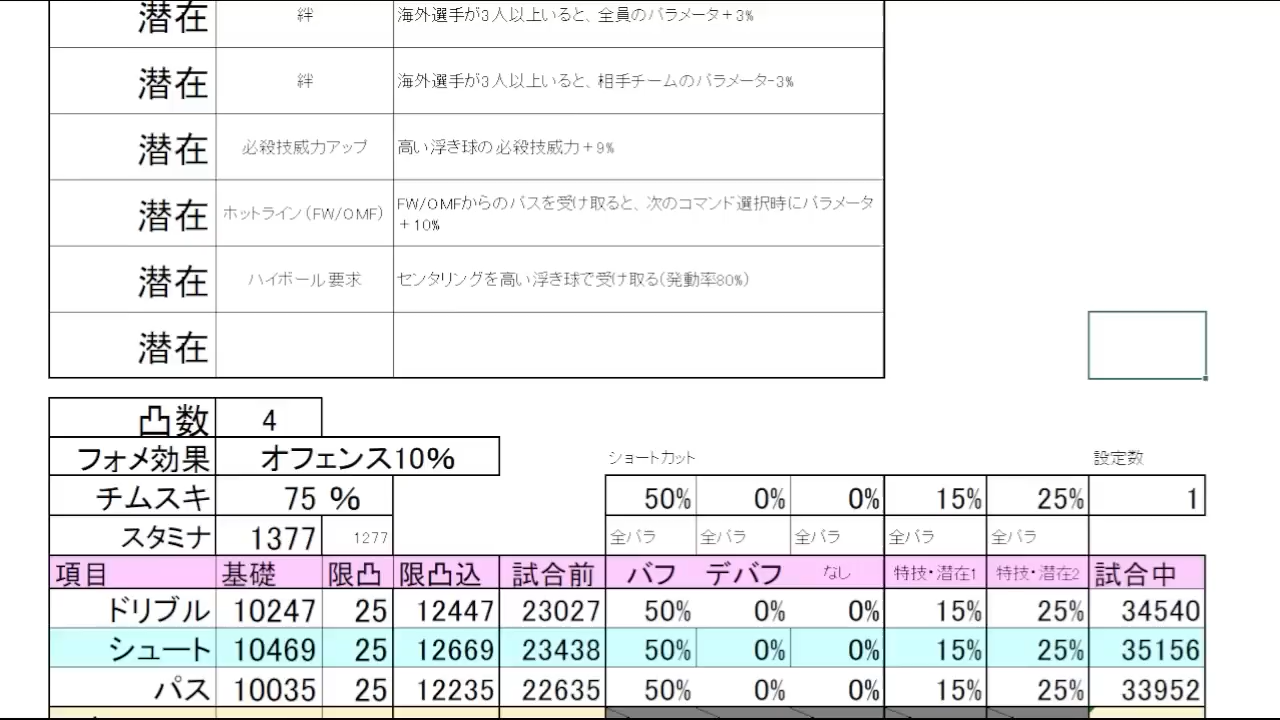 潜在 絆 海外選手が3人以上いると、全員のパラメータ+3%
潜在 絆 海外選手が3人以上いると、相手チームのパラメータ-3%
潜在 必殺技威力アップ 高い浮き球の必殺技威力+9%
潜在 ホットライン(FW/OMF) FW/OMFからのパスを受け取ると、次のコマンド選択時にパラメータ
+10%
潜在 ハイボール要求 センタリングを高い浮き球で受け取る(発動率80%)
潜在
凸数 4
フォメ効果 オフェンス10% ショートカット 設定数
チムスキ 75 % 50% 0% 0% 15% 25% 1
スタミナ 1377 1277 全パラ 全パラ 全パラ 全パラ 全パラ
項目 基礎 限凸 限凸込 試合前 バフ デバフ なし 特技・潜在1 特技・潜在2 試合中
ドリブル 10247 25 12447 23027 50% 0% 0% 15% 25% 34540
シュート 10469 25 12669 23438 50% 0% 0% 15% 25% 35156
パス 10035 25 12235 22635 50% 0% 0% 15% 25% 33952